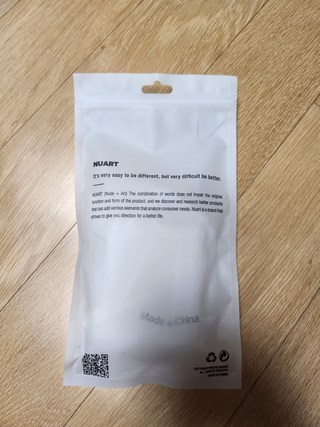 NUART
It's very easy to be different, but very difficult be better.
NUART [Nude + Art] The combination of words does not impair the original
function and form of the product, and we discover and research better products
that can add various elements that analyze consumer needs. Nuart is a brand that
strives to give you direction for a better life.
Made in China